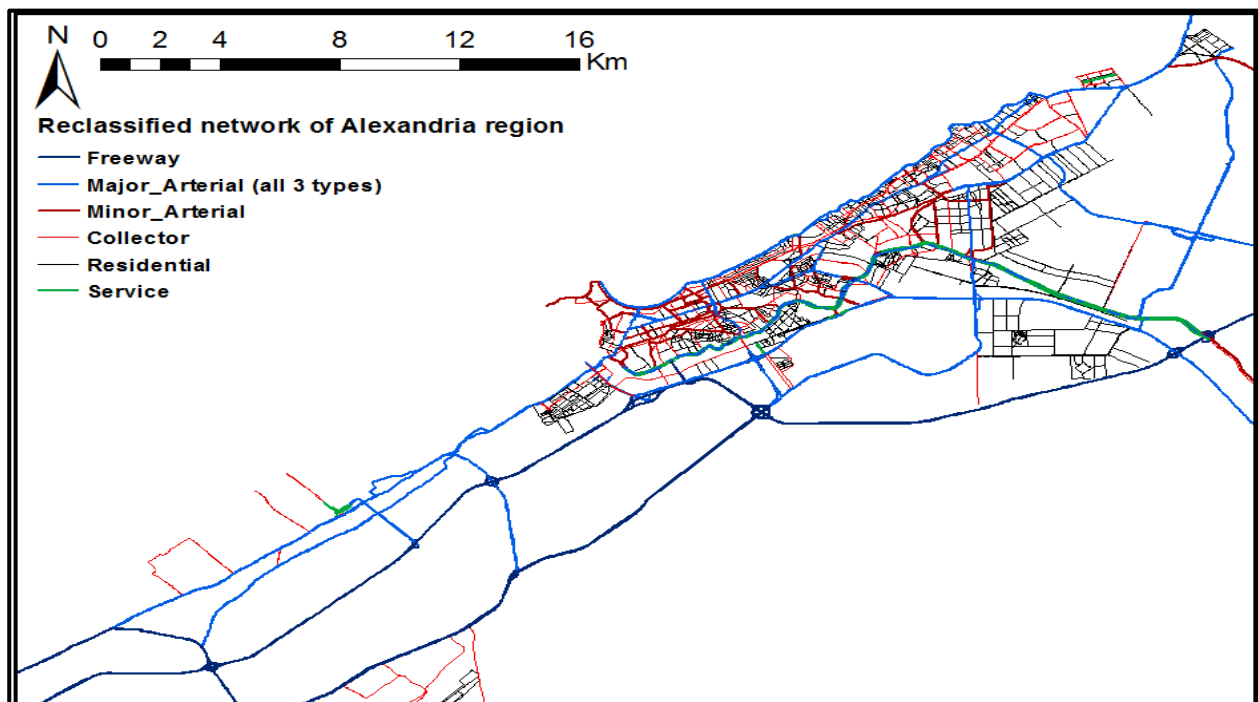 N
0 2 4 8 12 16
Km
Reclassified network of Alexandria region
Freeway
Major_Arterial (all 3 types)
Minor_Arterial
Collector
Residential
Service